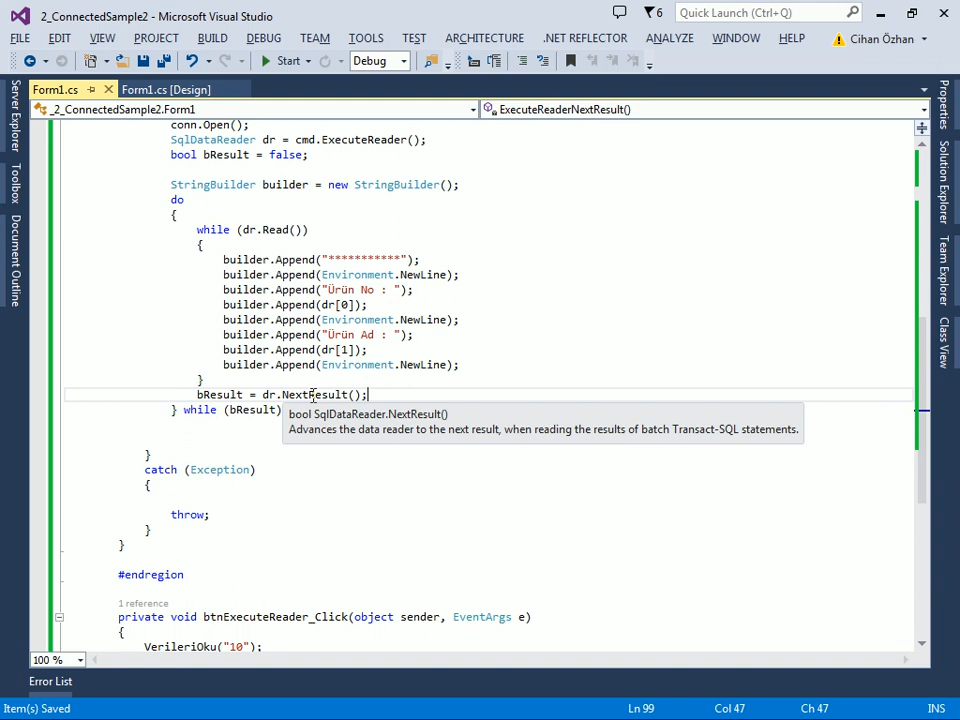 2_ConnectedSample2 - Microsoft Visual Studio
6
Quick Launch (Ctrl+Q)
FILE EDIT VIEW PROJECT BUILD DEBUG TEAM TOOLS TEST ARCHITECTURE .NET REFLECTOR ANALYZE WINDOW HELP Cihan Özhan
Start Debug
Form1.cs Form1.cs [Design]
_2_ConnectedSample2.Form1 ExecuteReaderNextResult()
conn.Open();
SqlDataReader dr = cmd.ExecuteReader();
bool bResult = false;
StringBuilder builder = new StringBuilder();
do
{
while (dr.Read())
{
builder.Append("***********");
builder.Append(Environment.NewLine);
builder.Append("Ürün No : ");
builder.Append(dr[0]);
builder.Append(Environment.NewLine);
builder.Append("Ürün Ad : ");
builder.Append(dr[1]);
builder.Append(Environment.NewLine);
}
bResult = dr.NextResult();
} while (bResult)
bool SqlDataReader.NextResult()
Advances the data reader to the next result, when reading the results of batch Transact-SQL statements.
}
catch (Exception)
{
throw;
}
}
#endregion
1 reference
private void btnExecuteReader_Click(object sender, EventArgs e)
{
VerileriOku("10");
100 %
Error List
Item(s) Saved Ln 99 Col 47 Ch 47 INS
Server Explorer
Toolbox
Document Outline
Properties
Solution Explorer
Team Explorer
Class View